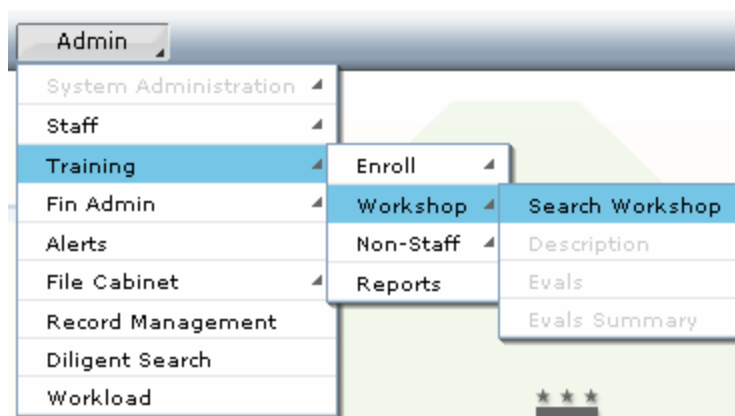 Admin
System Administration
Staff
Training
Fin Admin
Alerts
File Cabinet
Record Management
Diligent Search
Workload
Enroll
Workshop
Non-Staff
Reports
Search Workshop
Description
Evals
Evals Summary